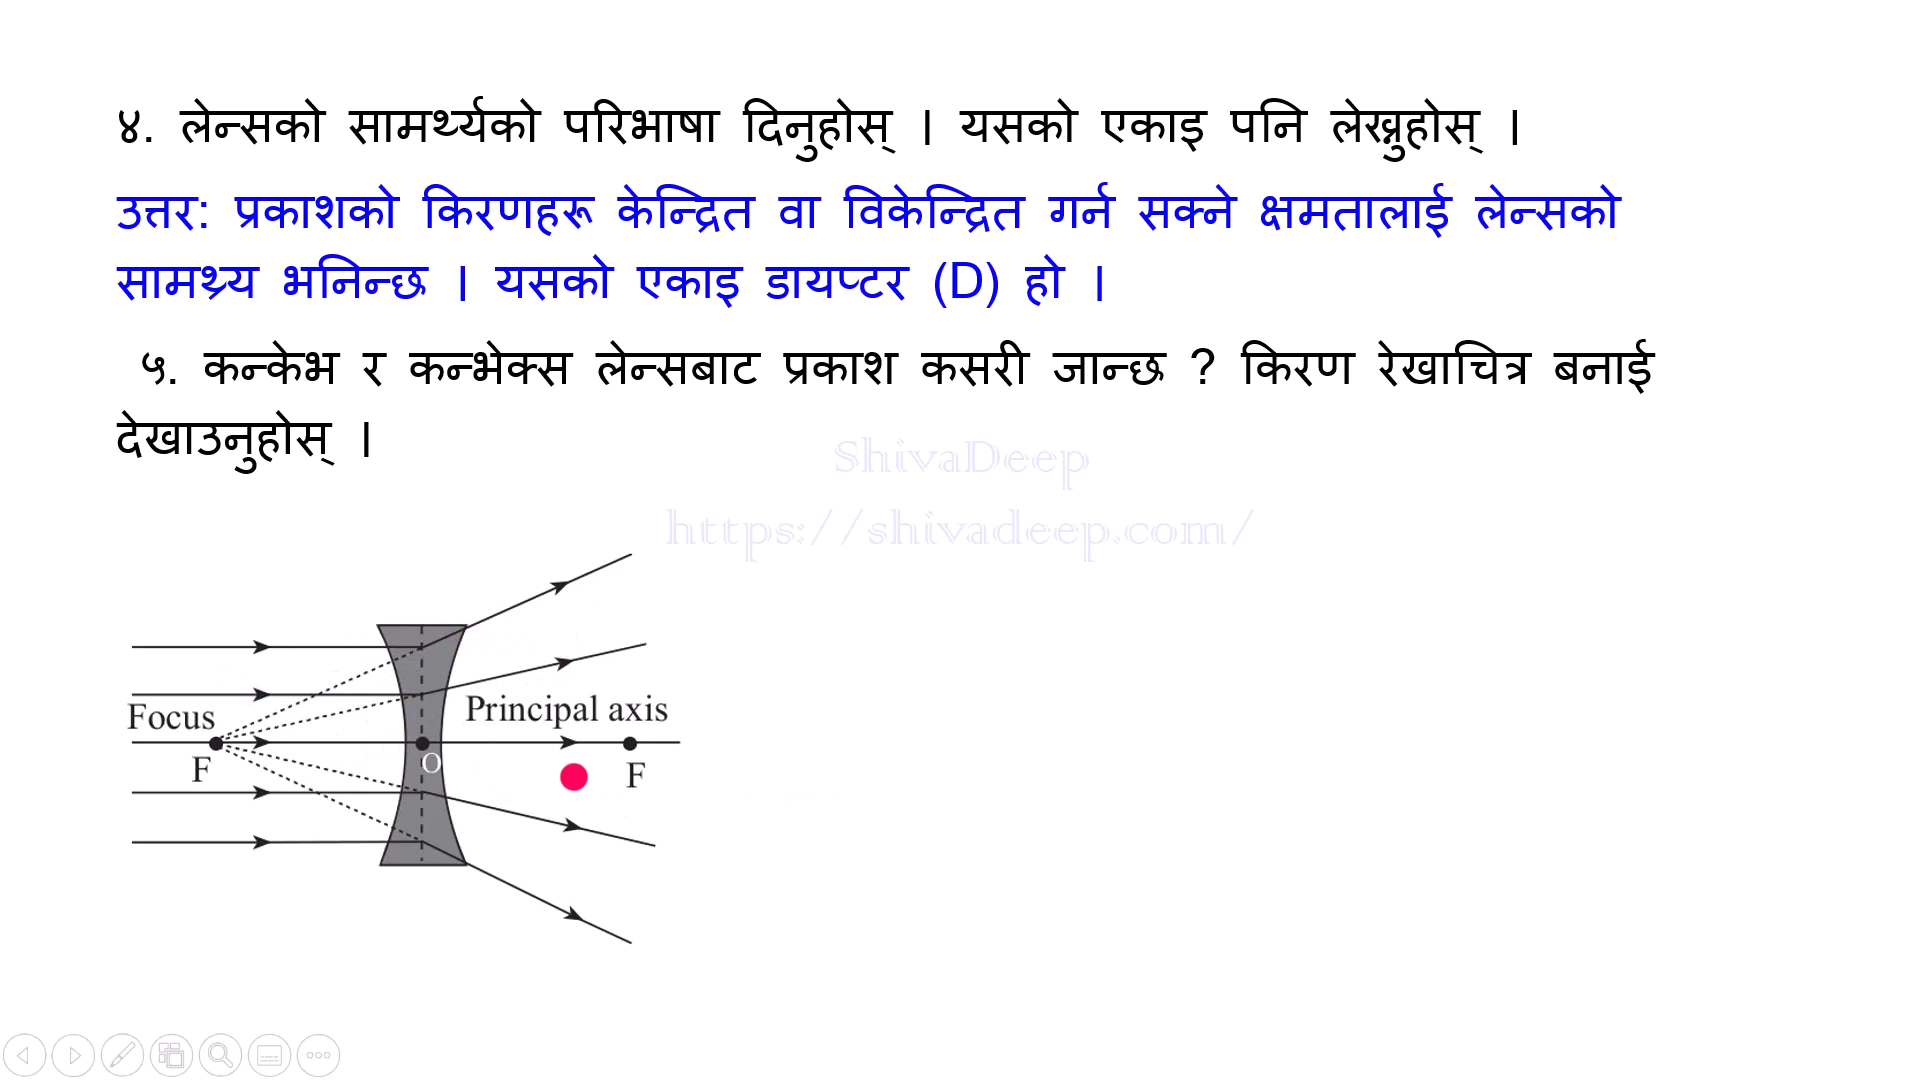 ४. लेन्सको सामर्थ्यको परिभाषा दिनुहोस् । यसको एकाइ पनि लेख्नुहोस् ।
उत्तर: प्रकाशको किरणहरू केन्द्रित वा विकेन्द्रित गर्न सक्ने क्षमतालाई लेन्सको
सामथ्र्य भनिन्छ । यसको एकाइ डायप्टर (D) हो ।
५. कन्केभ र कन्भेक्स लेन्सबाट प्रकाश कसरी जान्छ ? किरण रेखाचित्र बनाई
देखाउनुहोस् ।
ShivaDeep
https://shivadeep.com/
Focus
Principal axis
F
O
F